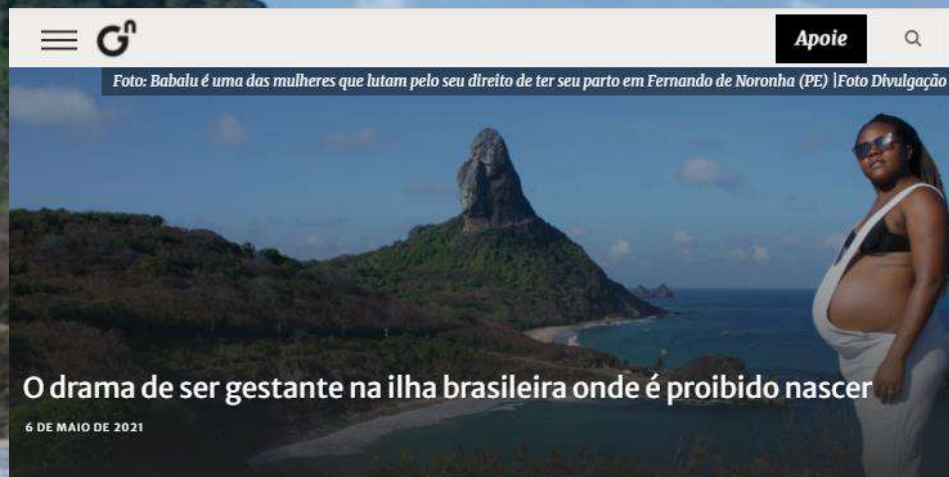 Gn
Apoie
Foto: Babalu é uma das mulheres que lutam pelo seu direito de ter seu parto em Fernando de Noronha (PE) |Foto Divulgação
O drama de ser gestante na ilha brasileira onde é proibido nascer
6 DE MAIO DE 2021